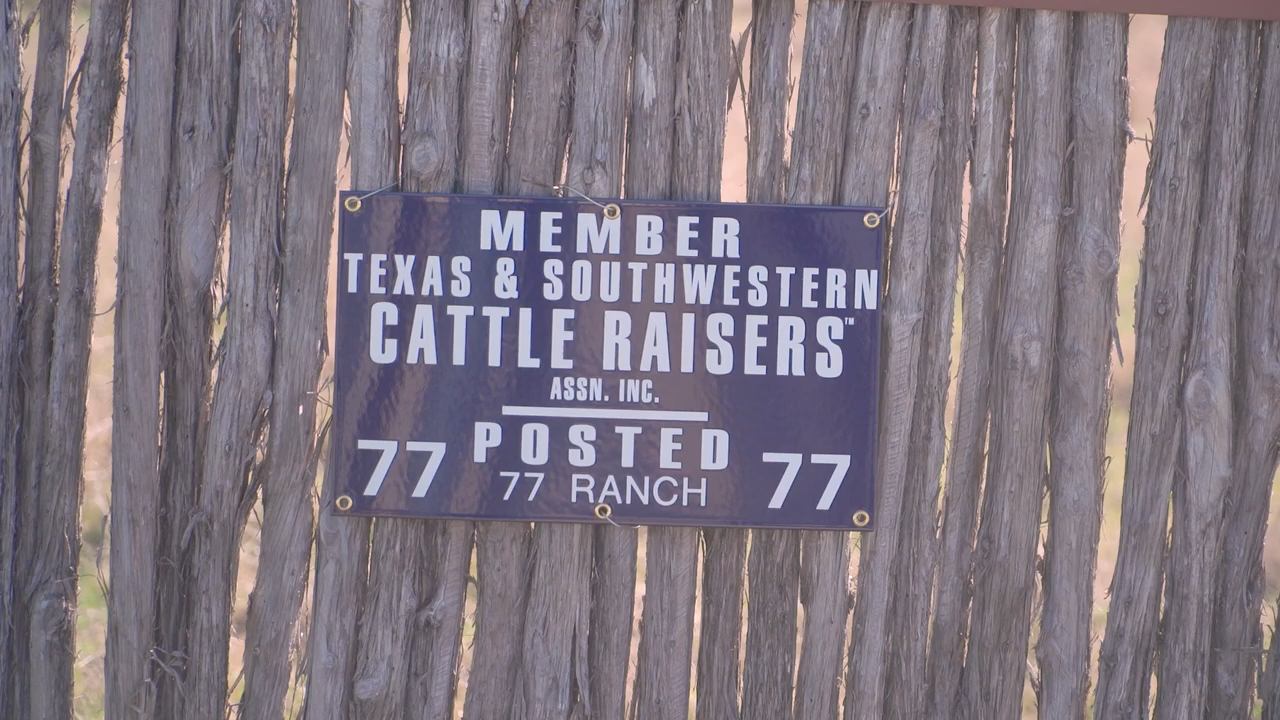 MEMBER
TEXAS & SOUTHWESTERN
CATTLE RAISERS™
ASSN. INC.
POSTED
77 77 RANCH 77